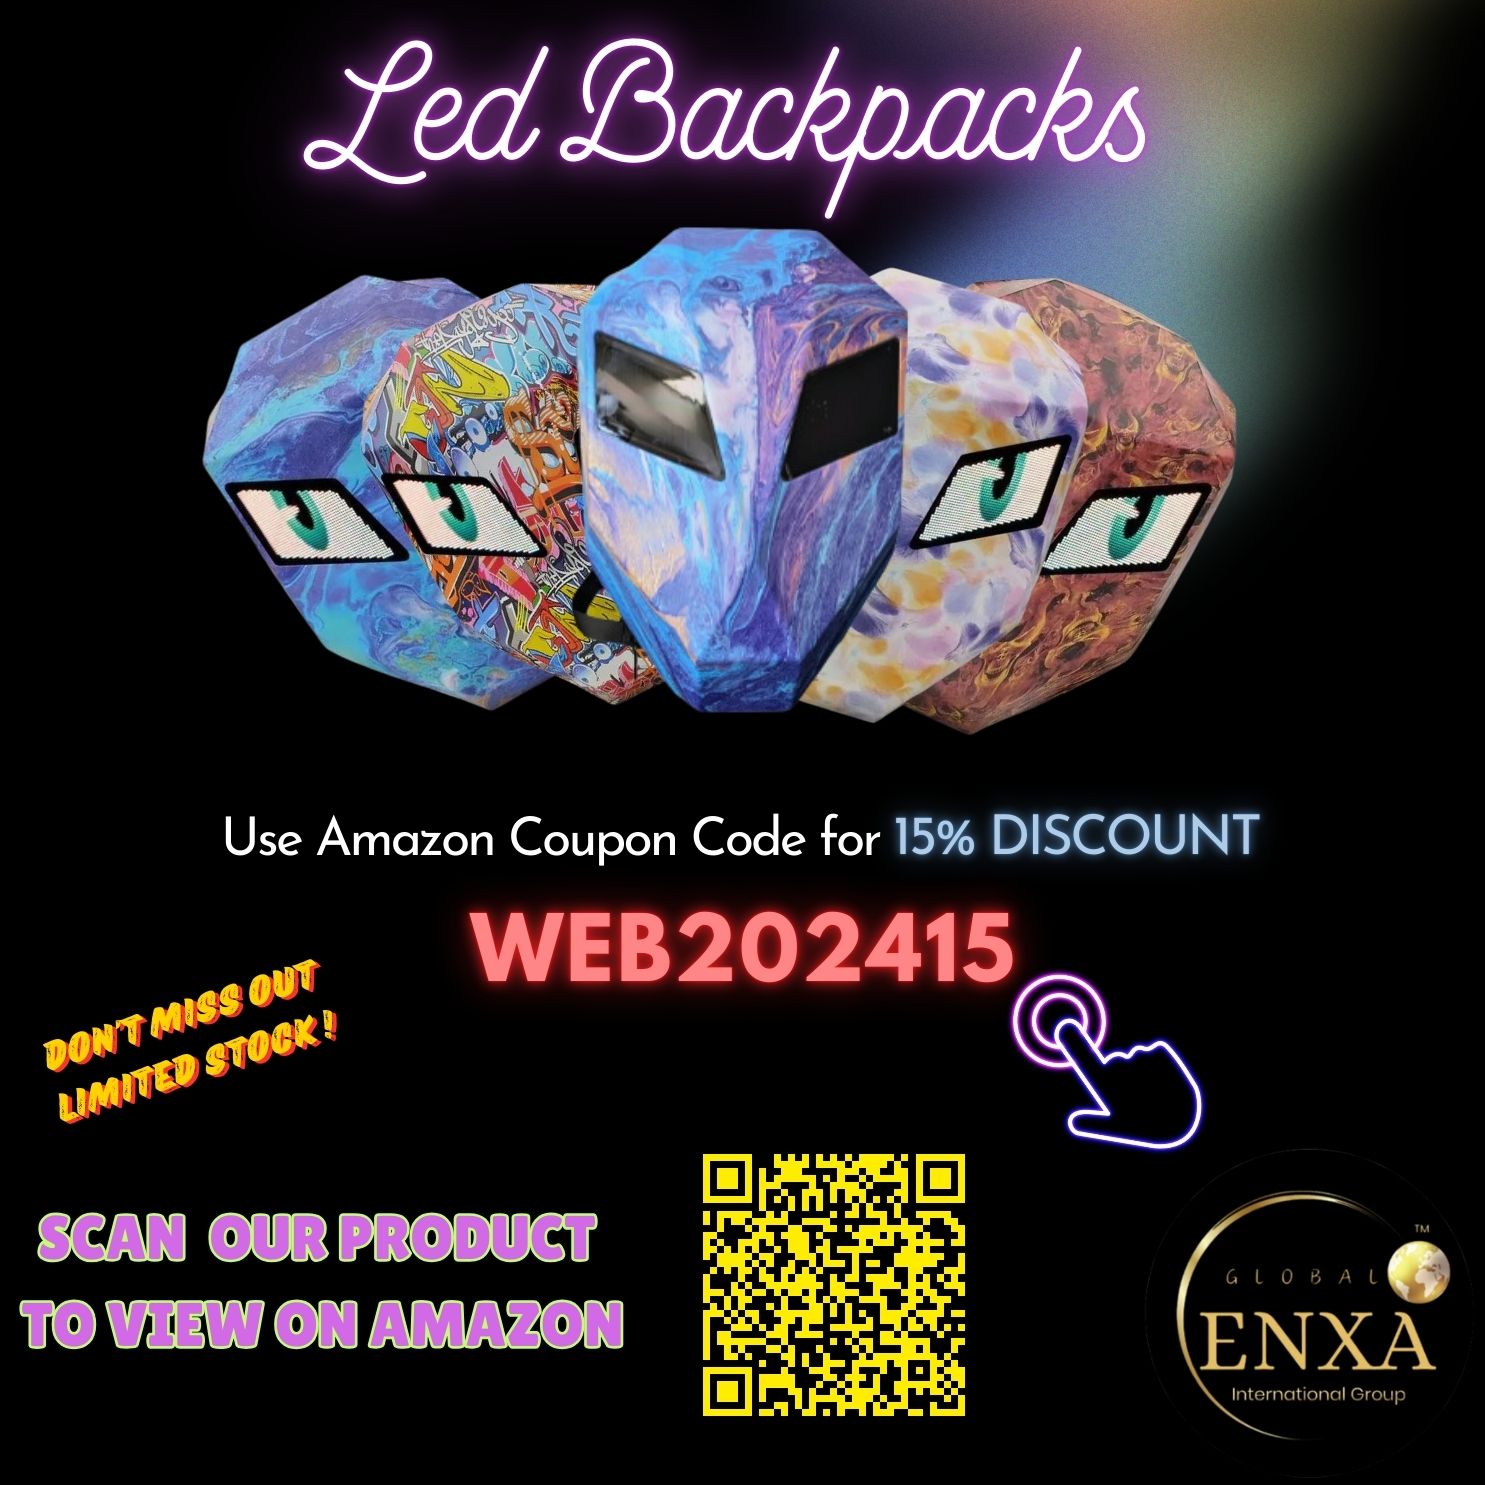 Led Backpacks
Use Amazon Coupon Code for 15% DISCOUNT
WEB202415
DON'T MISS OUT
LIMITED STOCK!
SCAN OUR PRODUCT
TO VIEW ON AMAZON
TM
GLOBAL
ENXA
International Group